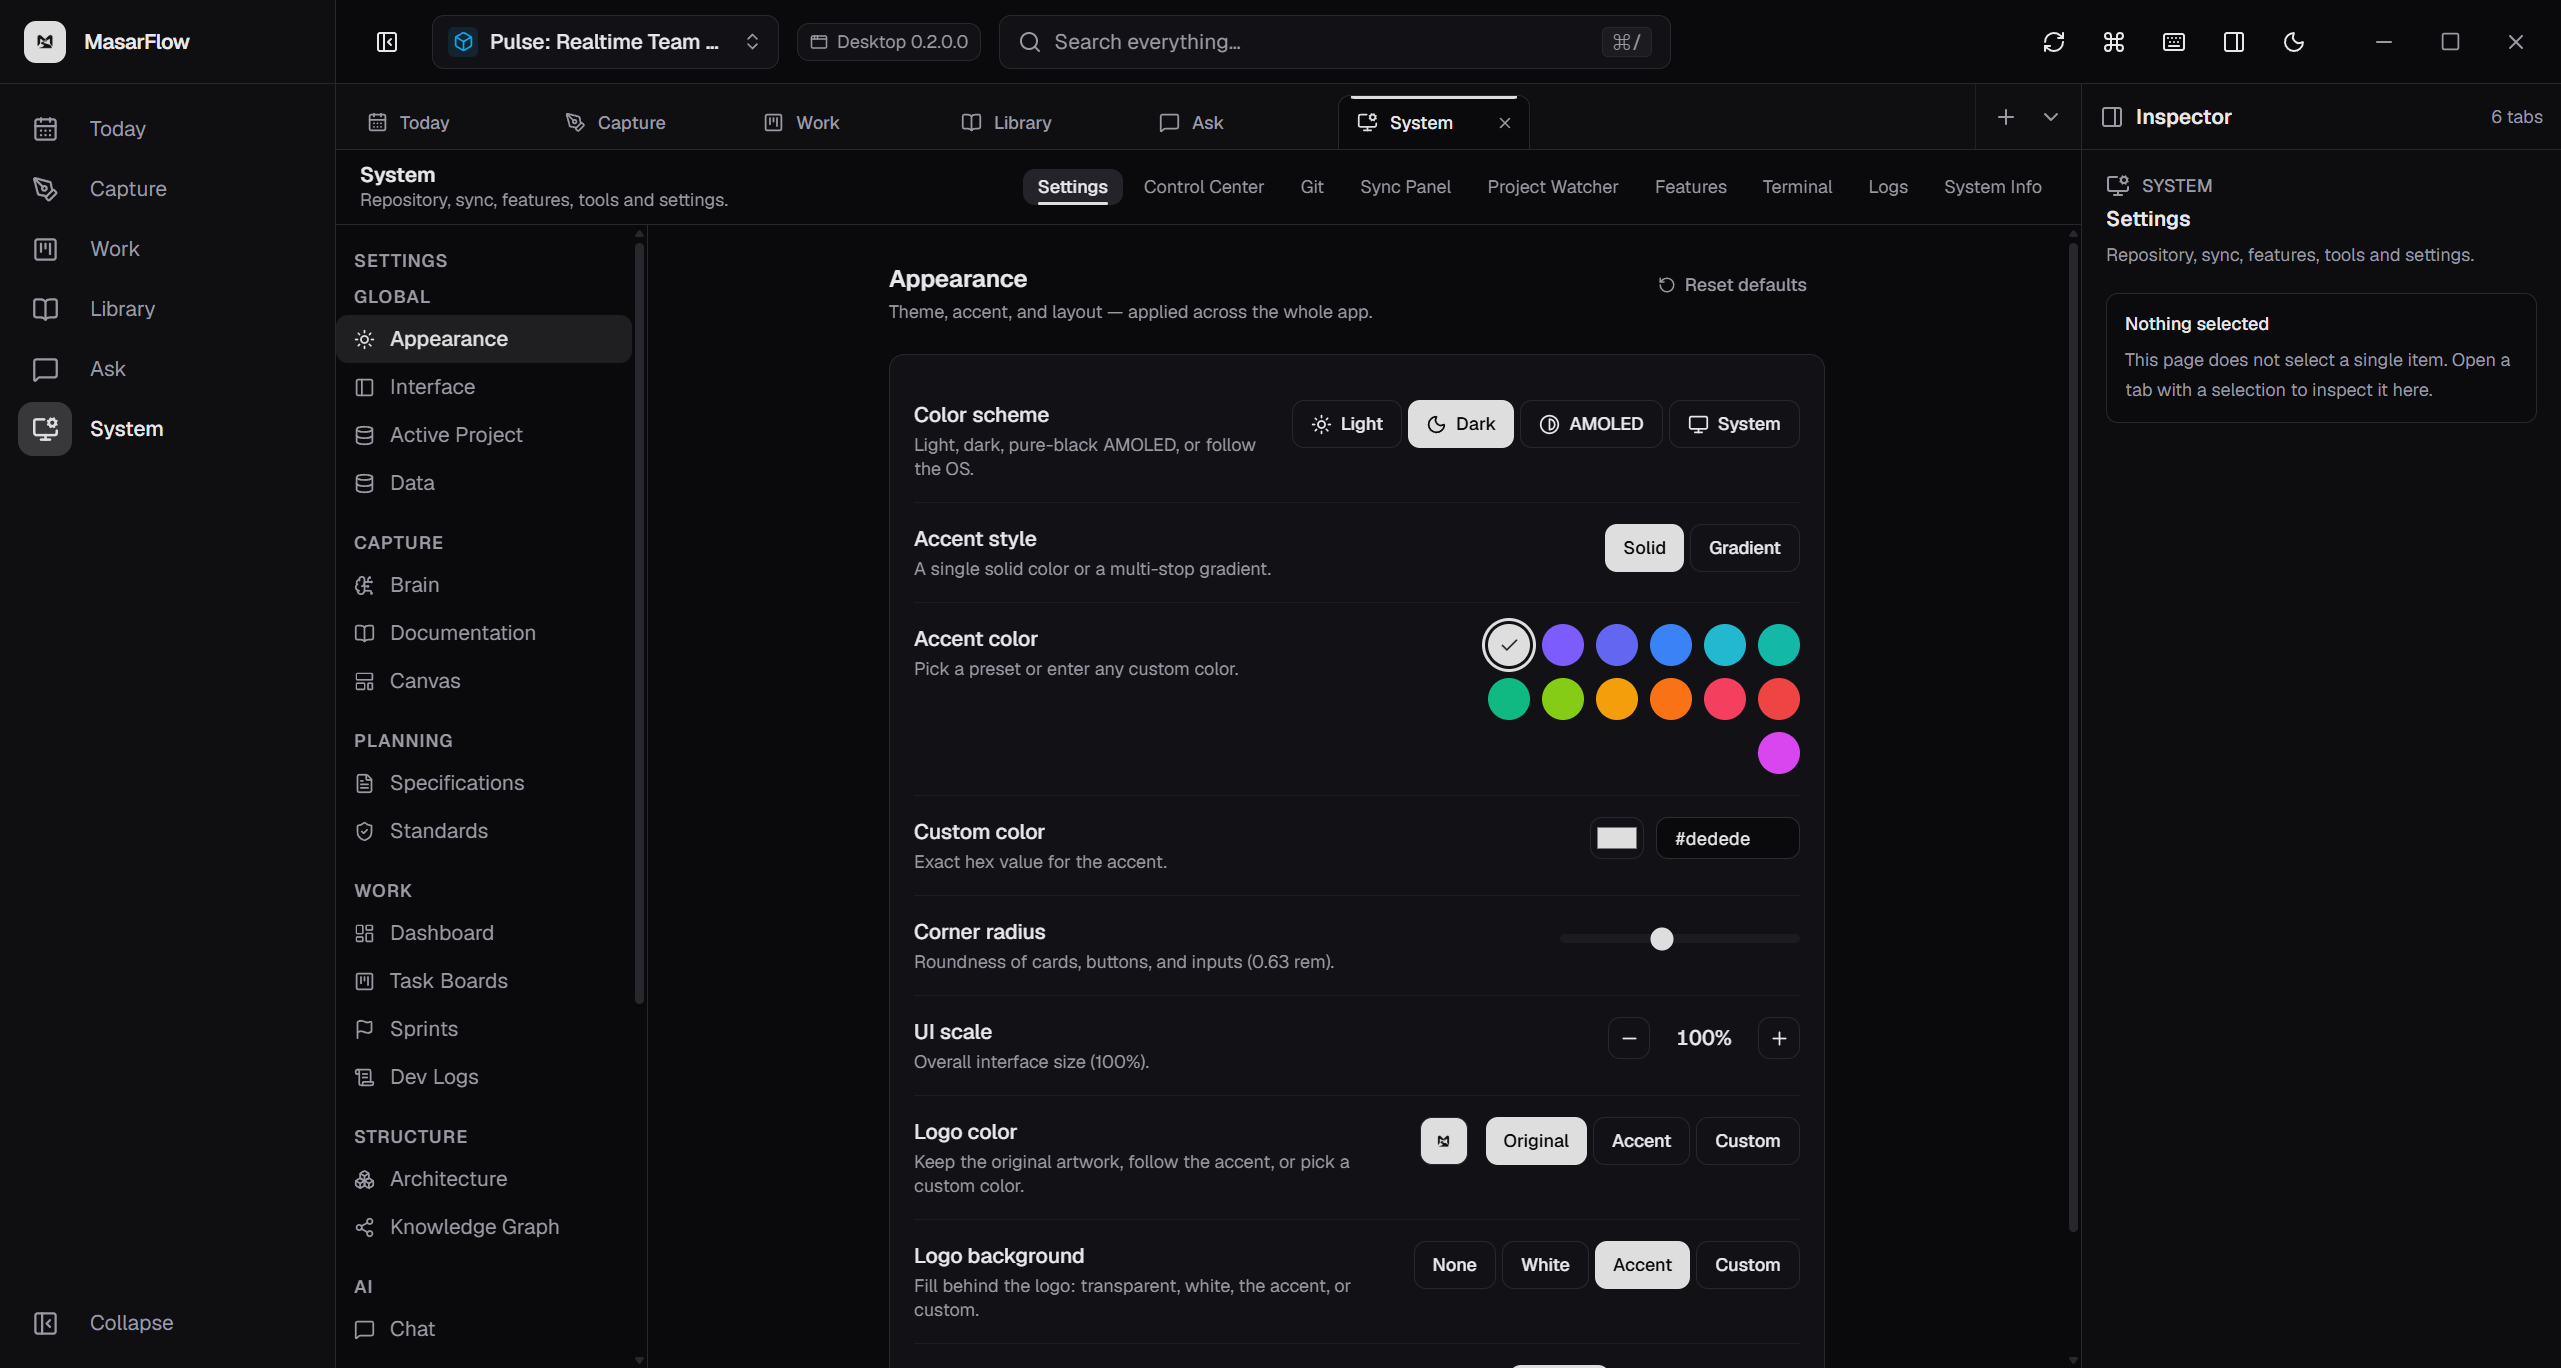 MasarFlow
Pulse: Realtime Team ...
Desktop 0.2.0.0
Search everything...
⌘/
Today
Capture
Work
Library
Ask
System
Collapse
Today
Capture
Work
Library
Ask
System
System
Repository, sync, features, tools and settings.
Settings
Control Center
Git
Sync Panel
Project Watcher
Features
Terminal
Logs
System Info
SETTINGS
GLOBAL
Appearance
Interface
Active Project
Data
CAPTURE
Brain
Documentation
Canvas
PLANNING
Specifications
Standards
WORK
Dashboard
Task Boards
Sprints
Dev Logs
STRUCTURE
Architecture
Knowledge Graph
AI
Chat
Appearance
Theme, accent, and layout — applied across the whole app.
Reset defaults
Color scheme
Light, dark, pure-black AMOLED, or follow
the OS.
Light
Dark
AMOLED
System
Accent style
A single solid color or a multi-stop gradient.
Solid
Gradient
Accent color
Pick a preset or enter any custom color.
Custom color
Exact hex value for the accent.
#dedede
Corner radius
Roundness of cards, buttons, and inputs (0.63 rem).
UI scale
Overall interface size (100%).
100%
Logo color
Keep the original artwork, follow the accent, or pick a
custom color.
Original
Accent
Custom
Logo background
Fill behind the logo: transparent, white, the accent, or
custom.
None
White
Accent
Custom
Inspector
6 tabs
SYSTEM
Settings
Repository, sync, features, tools and settings.
Nothing selected
This page does not select a single item. Open a
tab with a selection to inspect it here.